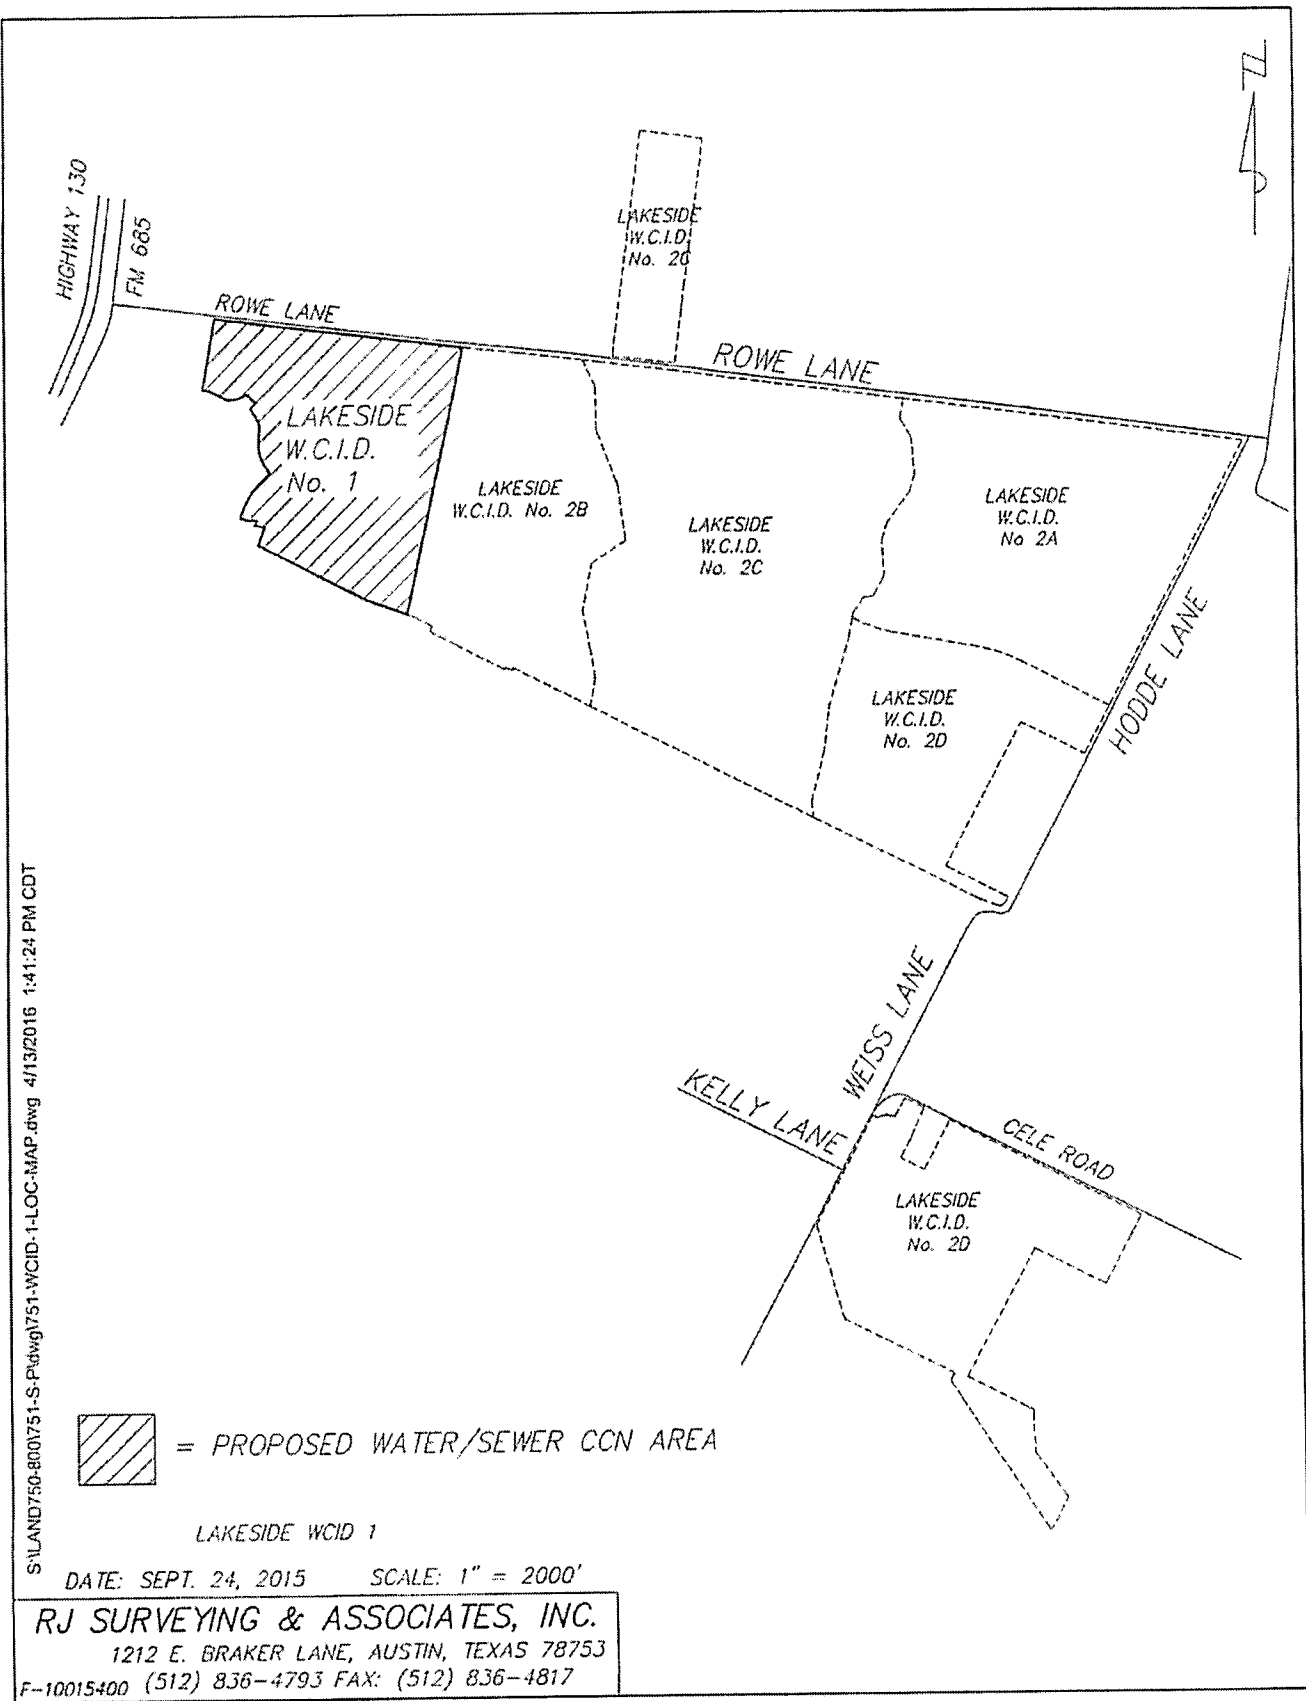 HIGHWAY 130
FM 685
ROWE LANE
LAKESIDE
W.C.I.D.
No. 2C
ROWE LANE
LAKESIDE
W.C.I.D.
No. 1
LAKESIDE
W.C.I.D. No. 2B
LAKESIDE
W.C.I.D.
No. 2C
LAKESIDE
W.C.I.D.
No 2A
HODDE LANE
LAKESIDE
W.C.I.D.
No. 2D
WEISS LANE
KELLY LANE
CELE ROAD
LAKESIDE
W.C.I.D.
No. 2D
S:\LAND750-800\751-S-P\dwg\751-WCID-1-LOC-MAP.dwg 4/13/2016 1:41:24 PM CDT
= PROPOSED WATER/SEWER CCN AREA
LAKESIDE WCID 1
DATE: SEPT. 24, 2015 SCALE: 1" = 2000'
RJ SURVEYING & ASSOCIATES, INC.
1212 E. BRAKER LANE, AUSTIN, TEXAS 78753
F-10015400 (512) 836-4793 FAX: (512) 836-4817